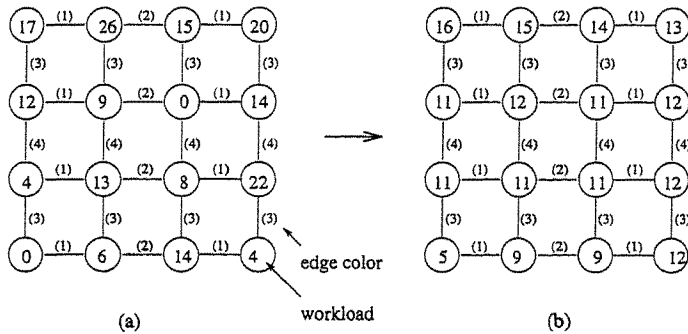 17 (1) 26 (2) 15 (1) 20 16 (1) 15 (2) 14 (1) 13
(3) (3) (3) (3) (3) (3) (3) (3)
12 (1) 9 (2) 0 (1) 14 11 (1) 12 (2) 11 (1) 12
(4) (4) (4) (4) (4) (4) (4) (4)
4 (1) 13 (2) 8 (1) 22 11 (1) 11 (2) 11 (1) 12
(3) (3) (3) (3) (3) (3) (3) (3)
0 (1) 6 (2) 14 (1) 4 5 (1) 9 (2) 9 (1) 12
edge color
workload
(a) (b)